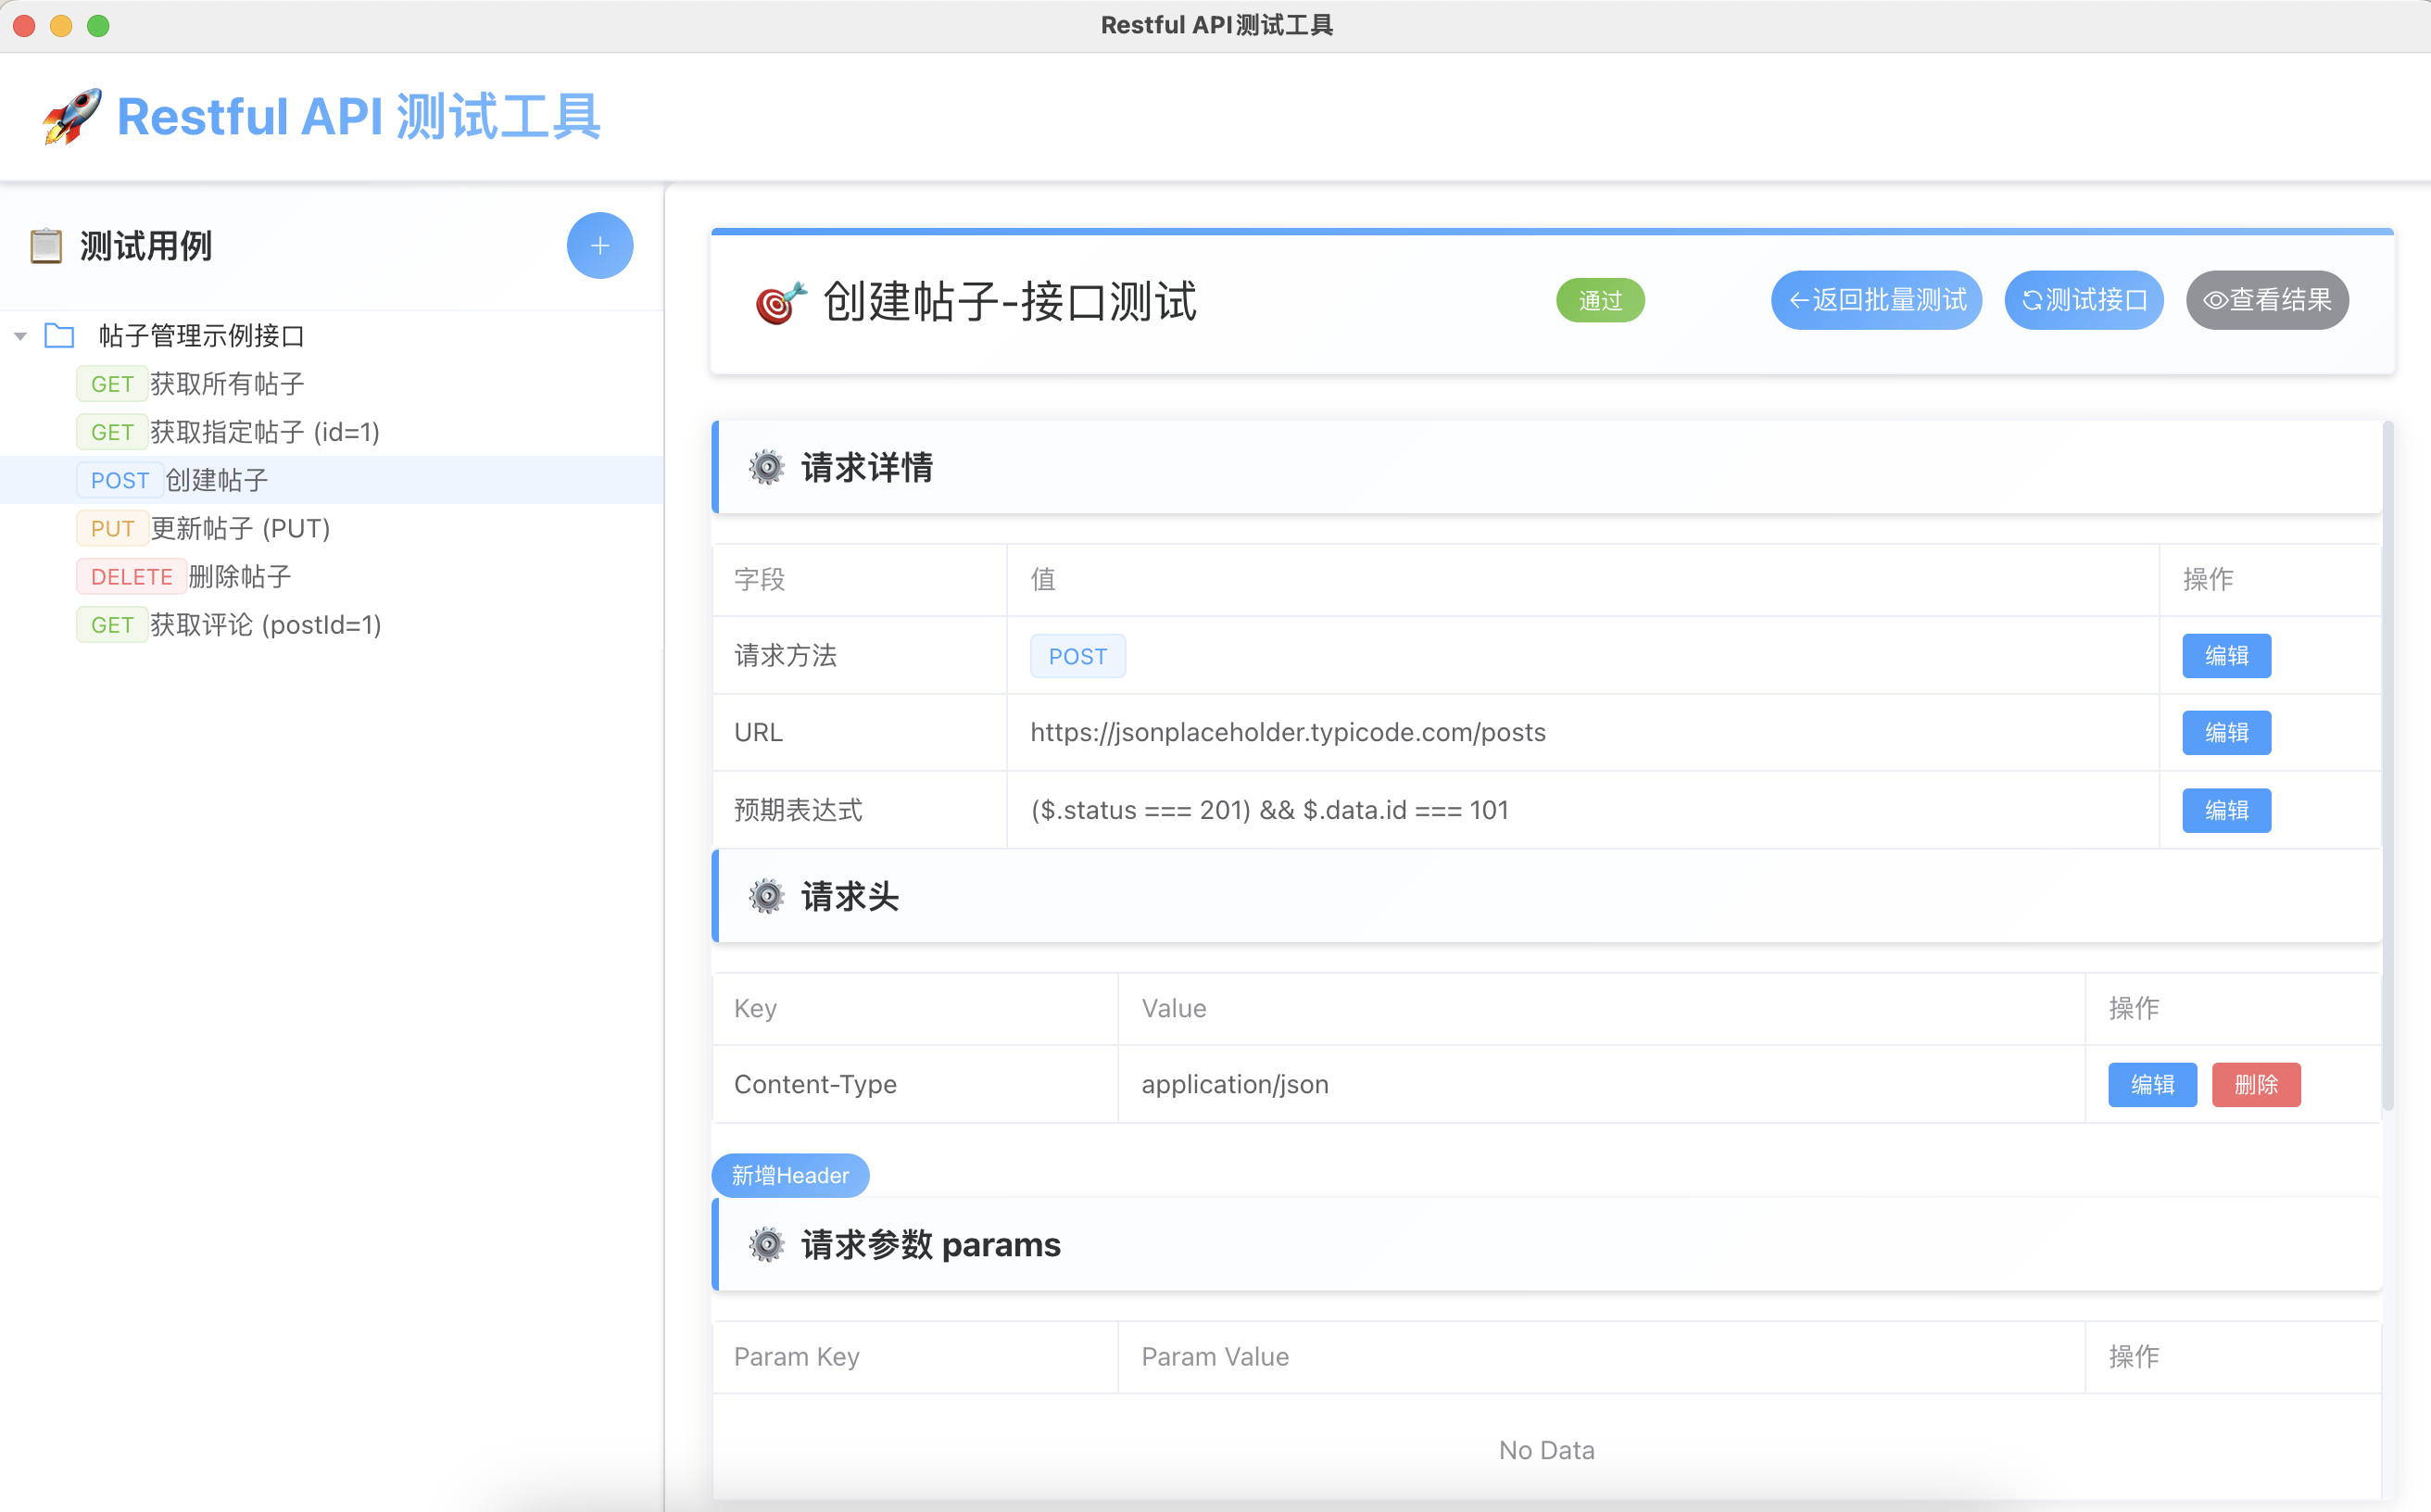 Restful API测试工具
🚀 Restful API 测试工具
📋 测试用例
+
帖子管理示例接口
GET 获取所有帖子
GET 获取指定帖子 (id=1)
POST 创建帖子
PUT 更新帖子 (PUT)
DELETE 删除帖子
GET 获取评论 (postId=1)
🎯 创建帖子-接口测试
通过
返回批量测试
测试接口
查看结果
⚙️ 请求详情
字段 值 操作
请求方法 POST 编辑
URL https://jsonplaceholder.typicode.com/posts 编辑
预期表达式 ($.status === 201) && $.data.id === 101 编辑
⚙️ 请求头
Key Value 操作
Content-Type application/json 编辑 删除
新增Header
⚙️ 请求参数 params
Param Key Param Value 操作
No Data